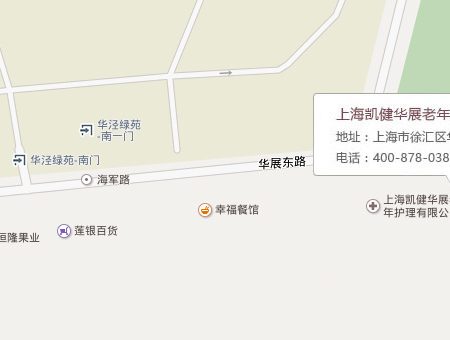 上海凯健华展老年
地址：上海市徐汇区
电话：400-878-038
华泾绿苑
-南一门
华泾绿苑-南门
海军路
华展东路
幸福餐馆
莲银百货
恒隆果业
上海凯健华展
年护理有限公